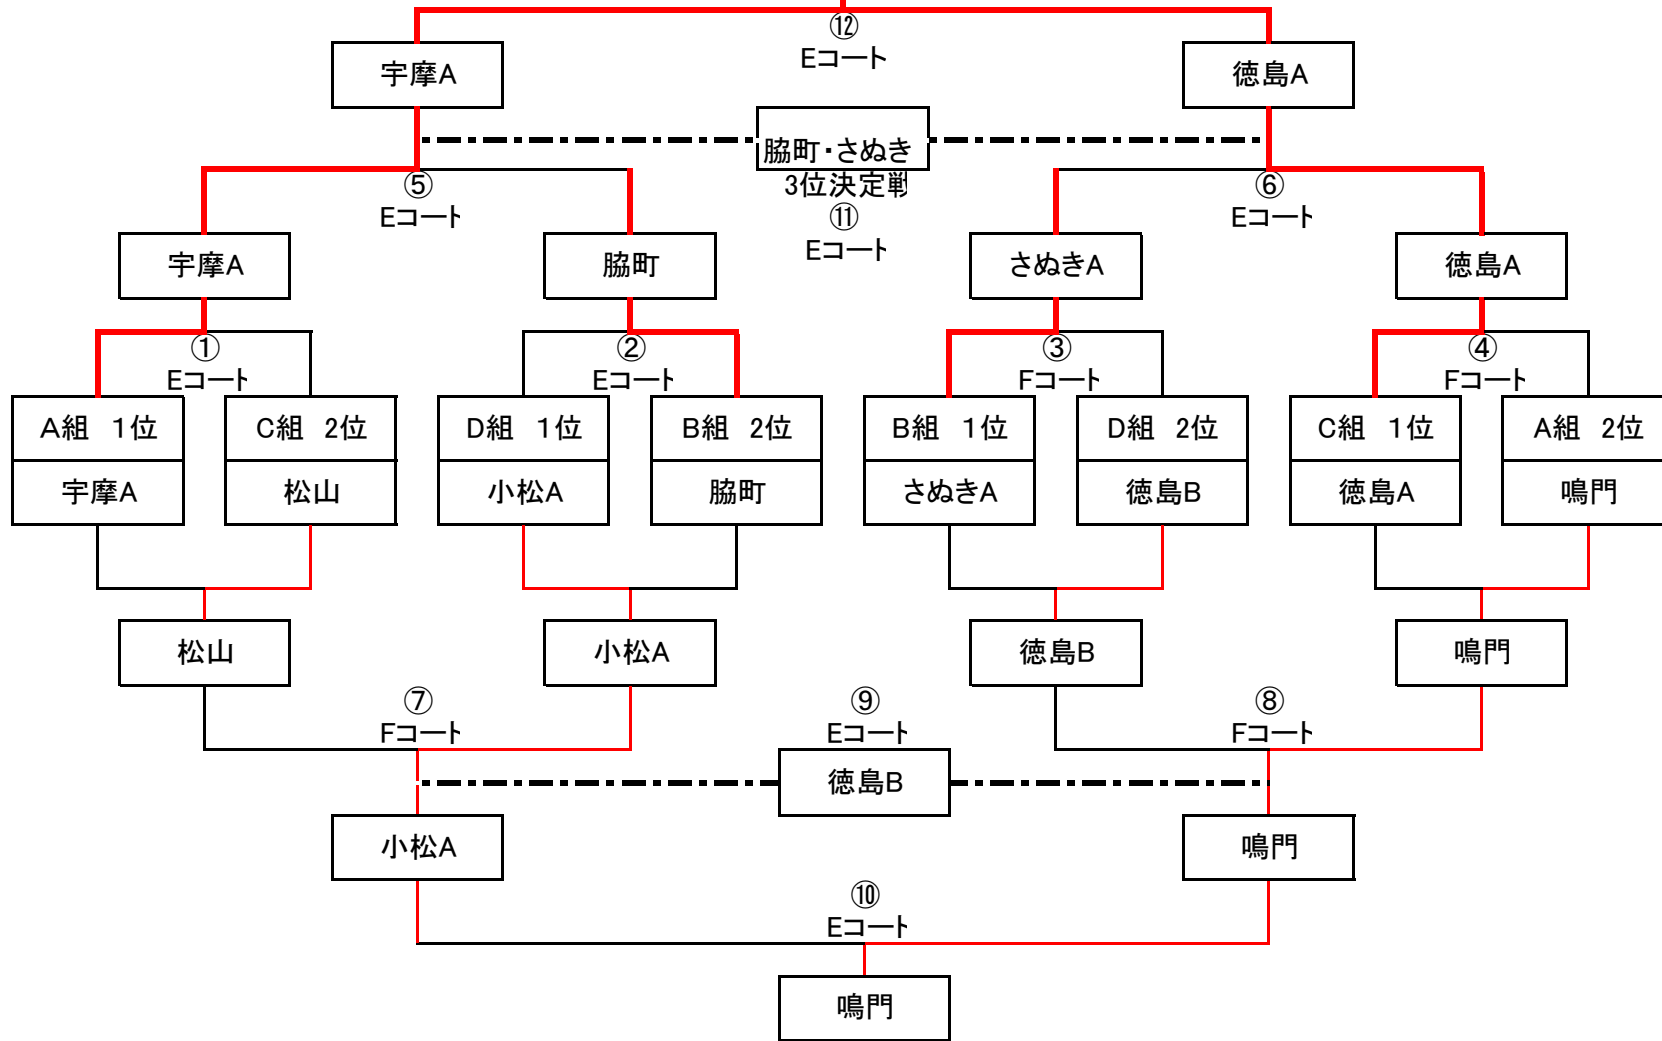 ⑫
Eコート
宇摩A
徳島A
脇町・さぬき
3位決定戦
⑤
Eコート
⑪
Eコート
⑥
Eコート
宇摩A
脇町
さぬきA
徳島A
①
Eコート
②
Eコート
③
Fコート
④
Fコート
A組 1位
C組 2位
D組 1位
B組 2位
B組 1位
D組 2位
C組 1位
A組 2位
宇摩A
松山
小松A
脇町
さぬきA
徳島B
徳島A
鳴門
松山
小松A
徳島B
鳴門
⑦
Fコート
⑨
Eコート
⑧
Fコート
徳島B
小松A
鳴門
⑩
Eコート
鳴門